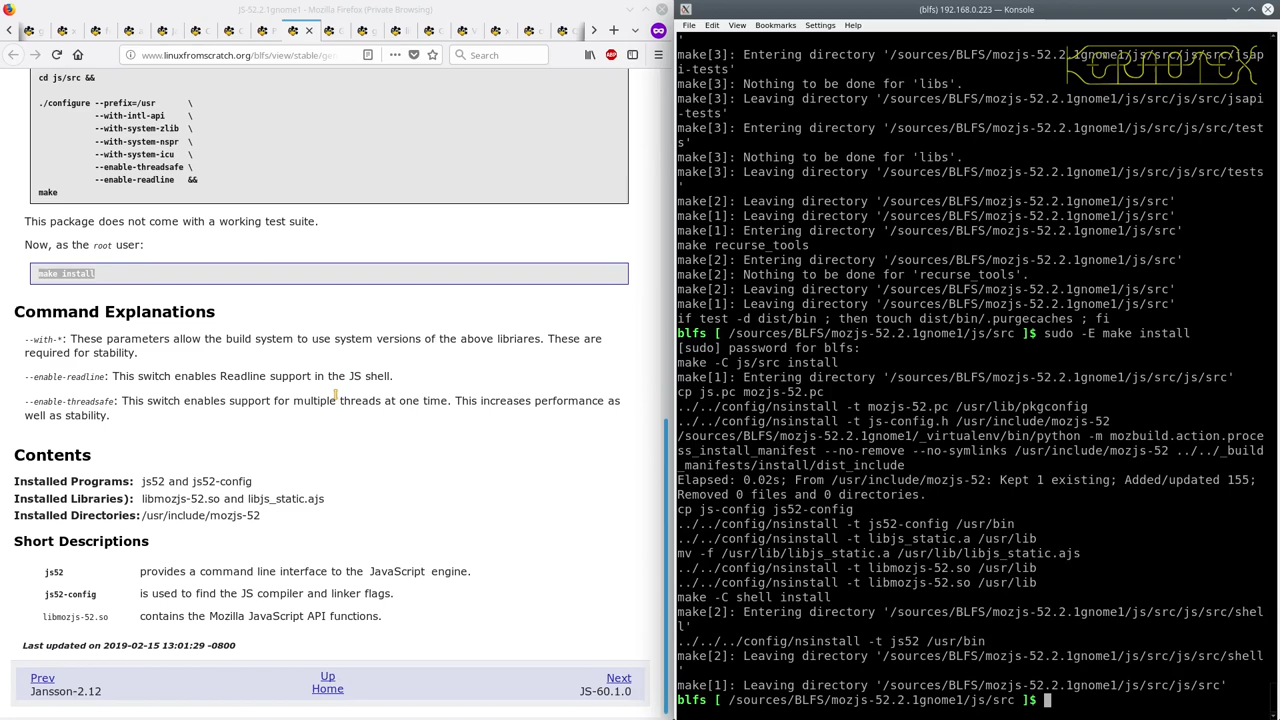 JS-52.2.1gnome1 - Mozilla Firefox (Private Browsing)
www.linuxfromscratch.org/blfs/view/stable/ge
Search
cd js/src &&
./configure --prefix=/usr \
--with-intl-api \
--with-system-zlib \
--with-system-nspr \
--with-system-icu \
--enable-threadsafe \
--enable-readline &&
make
This package does not come with a working test suite.
Now, as the root user:
make install
Command Explanations
--with-*: These parameters allow the build system to use system versions of the above libriares. These are
required for stability.
--enable-readline: This switch enables Readline support in the JS shell.
--enable-threadsafe: This switch enables support for multiple threads at one time. This increases performance as
well as stability.
Contents
Installed Programs: js52 and js52-config
Installed Libraries): libmozjs-52.so and libjs_static.ajs
Installed Directories: /usr/include/mozjs-52
Short Descriptions
js52 provides a command line interface to the JavaScript engine.
js52-config is used to find the JS compiler and linker flags.
libmozjs-52.so contains the Mozilla JavaScript API functions.
Last updated on 2019-02-15 13:01:29 -0800
Prev Up Next
Jansson-2.12 Home JS-60.1.0
(blfs) 192.168.0.223 — Konsole
File Edit View Bookmarks Settings Help
'
make[3]: Entering directory '/sources/BLFS/mozjs-52.2.1gnome1/js/src/js/src/jsap
i-tests'
make[3]: Nothing to be done for 'libs'.
make[3]: Leaving directory '/sources/BLFS/mozjs-52.2.1gnome1/js/src/js/src/jsapi
-tests'
make[3]: Entering directory '/sources/BLFS/mozjs-52.2.1gnome1/js/src/js/src/test
s'
make[3]: Nothing to be done for 'libs'.
make[3]: Leaving directory '/sources/BLFS/mozjs-52.2.1gnome1/js/src/js/src/tests
'
make[2]: Leaving directory '/sources/BLFS/mozjs-52.2.1gnome1/js/src'
make[1]: Leaving directory '/sources/BLFS/mozjs-52.2.1gnome1/js/src'
make[1]: Entering directory '/sources/BLFS/mozjs-52.2.1gnome1/js/src'
make recurse_tools
make[2]: Entering directory '/sources/BLFS/mozjs-52.2.1gnome1/js/src'
make[2]: Nothing to be done for 'recurse_tools'.
make[2]: Leaving directory '/sources/BLFS/mozjs-52.2.1gnome1/js/src'
make[1]: Leaving directory '/sources/BLFS/mozjs-52.2.1gnome1/js/src'
if test -d dist/bin ; then touch dist/bin/.purgecaches ; fi
blfs [ /sources/BLFS/mozjs-52.2.1gnome1/js/src ]$ sudo -E make install
[sudo] password for blfs:
make -C js/src install
make[1]: Entering directory '/sources/BLFS/mozjs-52.2.1gnome1/js/src/js/src'
cp js.pc mozjs-52.pc
../../config/nsinstall -t mozjs-52.pc /usr/lib/pkgconfig
../../config/nsinstall -t js-config.h /usr/include/mozjs-52
/sources/BLFS/mozjs-52.2.1gnome1/_virtualenv/bin/python -m mozbuild.action.proce
ss_install_manifest --no-remove --no-symlinks /usr/include/mozjs-52 ../../_build
_manifests/install/dist_include
Elapsed: 0.02s; From /usr/include/mozjs-52: Kept 1 existing; Added/updated 155;
Removed 0 files and 0 directories.
cp js-config js52-config
../../config/nsinstall -t js52-config /usr/bin
../../config/nsinstall -t libjs_static.a /usr/lib
mv -f /usr/lib/libjs_static.a /usr/lib/libjs_static.ajs
../../config/nsinstall -t libmozjs-52.so /usr/lib
../../config/nsinstall -t libmozjs-52.so /usr/lib
make -C shell install
make[2]: Entering directory '/sources/BLFS/mozjs-52.2.1gnome1/js/src/js/src/shel
l'
../../../config/nsinstall -t js52 /usr/bin
make[2]: Leaving directory '/sources/BLFS/mozjs-52.2.1gnome1/js/src/js/src/shell
'
make[1]: Leaving directory '/sources/BLFS/mozjs-52.2.1gnome1/js/src/js/src'
blfs [ /sources/BLFS/mozjs-52.2.1gnome1/js/src ]$